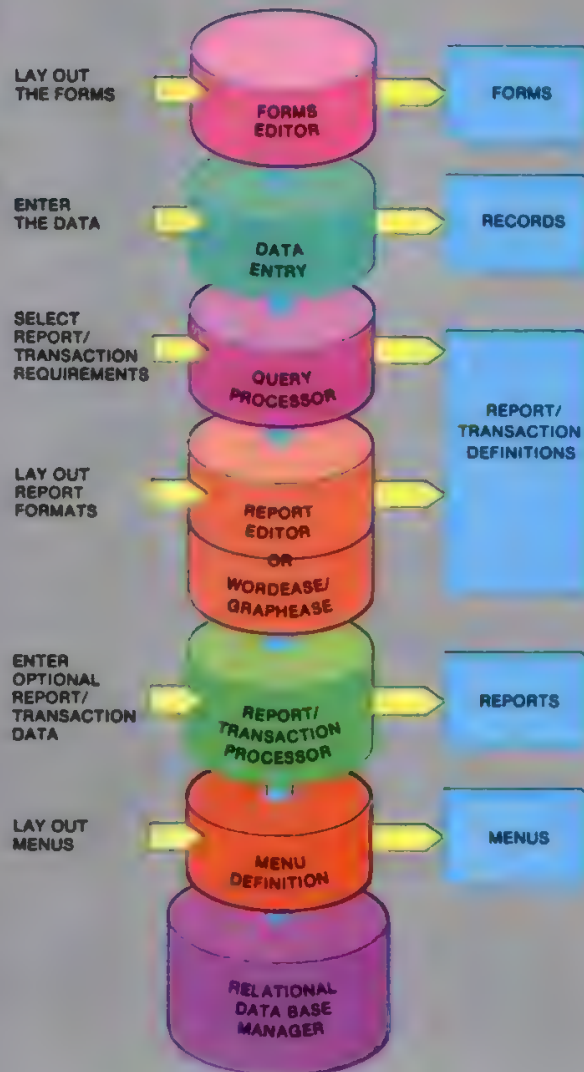 LAY OUT
THE FORMS
FORMS
EDITOR
FORMS
ENTER
THE DATA
DATA
ENTRY
RECORDS
SELECT
REPORT/
TRANSACTION
REQUIREMENTS
QUERY
PROCESSOR
REPORT/
TRANSACTION
DEFINITIONS
LAY OUT
REPORT
FORMATS
REPORT
EDITOR
OR
WORDEASE/
GRAPHEASE
ENTER
OPTIONAL
REPORT/
TRANSACTION
DATA
REPORT/
TRANSACTION
PROCESSOR
REPORTS
LAY OUT
MENUS
MENU
DEFINITION
MENUS
RELATIONAL
DATA BASE
MANAGER